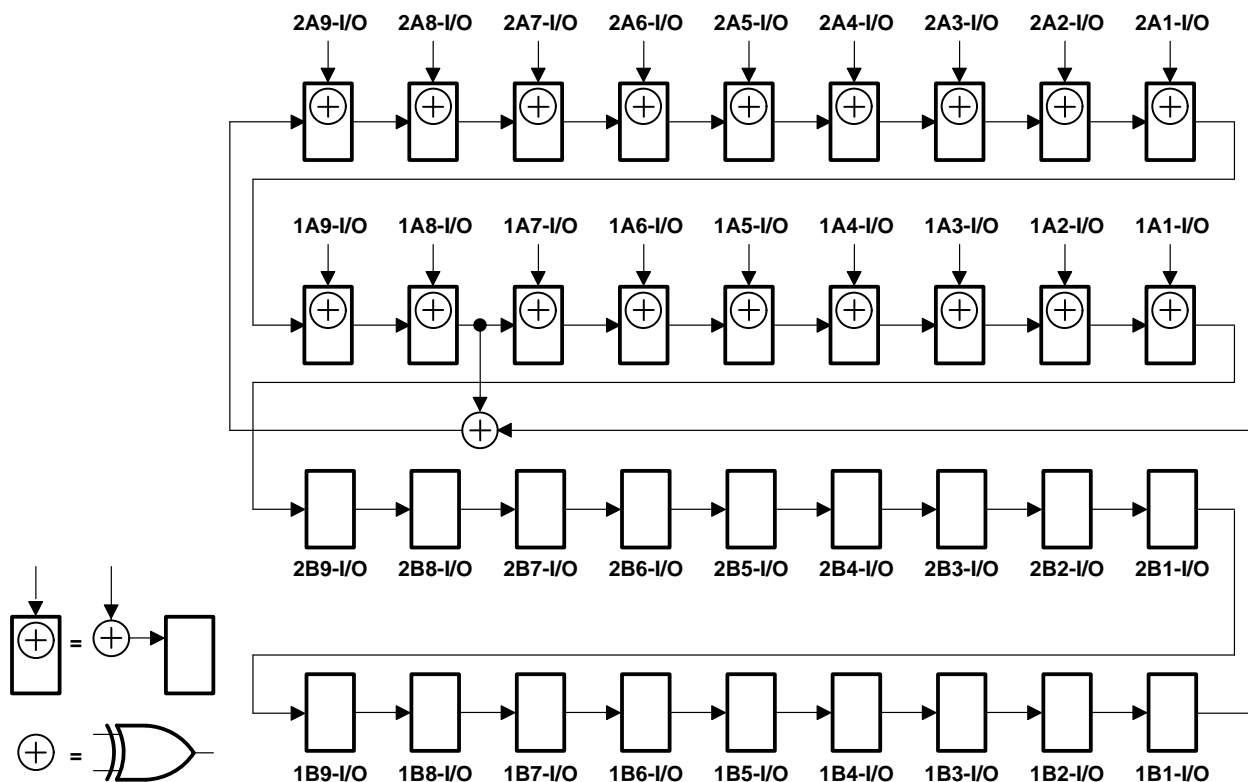 2A9-I/O 2A8-I/O 2A7-I/O 2A6-I/O 2A5-I/O 2A4-I/O 2A3-I/O 2A2-I/O 2A1-I/O
1A9-I/O 1A8-I/O 1A7-I/O 1A6-I/O 1A5-I/O 1A4-I/O 1A3-I/O 1A2-I/O 1A1-I/O
2B9-I/O 2B8-I/O 2B7-I/O 2B6-I/O 2B5-I/O 2B4-I/O 2B3-I/O 2B2-I/O 2B1-I/O
=
=
1B9-I/O 1B8-I/O 1B7-I/O 1B6-I/O 1B5-I/O 1B4-I/O 1B3-I/O 1B2-I/O 1B1-I/O